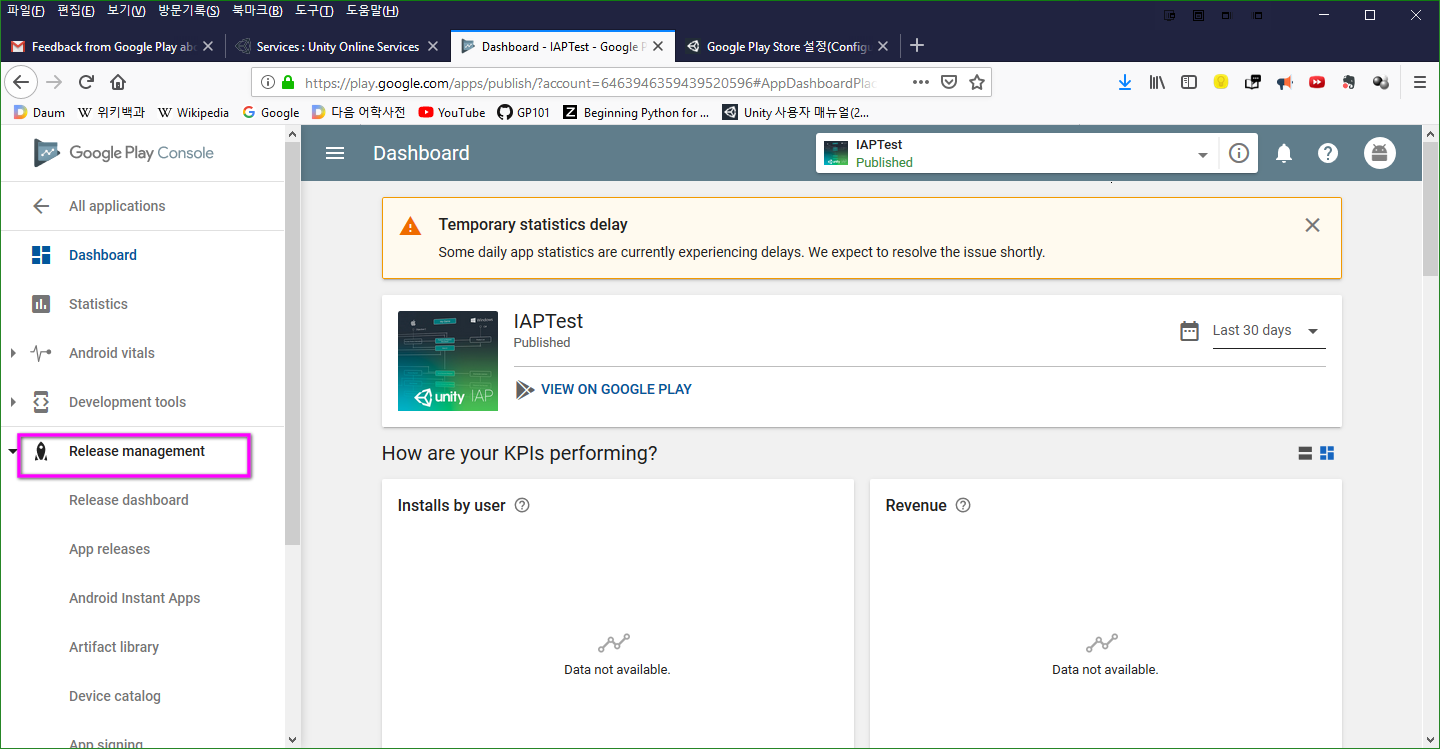 파일(F) 편집(E) 보기(V) 방문기록(S) 북마크(B) 도구(T) 도움말(H)
Feedback from Google Play ab
Services : Unity Online Services
Dashboard - IAPTest - Google P
Google Play Store 설정(Config
https://play.google.com/apps/publish/?account=6463946359439520596#AppDashboardPlac
Daum 위키백과 Wikipedia Google 다음 어학사전 YouTube GP101 Beginning Python for ... Unity 사용자 매뉴얼(2...
Google Play Console
Dashboard
IAPTest
Published
All applications
Dashboard
Statistics
Android vitals
Development tools
Release management
Release dashboard
App releases
Android Instant Apps
Artifact library
Device catalog
App signing
Temporary statistics delay
Some daily app statistics are currently experiencing delays. We expect to resolve the issue shortly.
IAPTest
Published
Last 30 days
VIEW ON GOOGLE PLAY
unity IAP
How are your KPIs performing?
Installs by user
Data not available.
Revenue
Data not available.